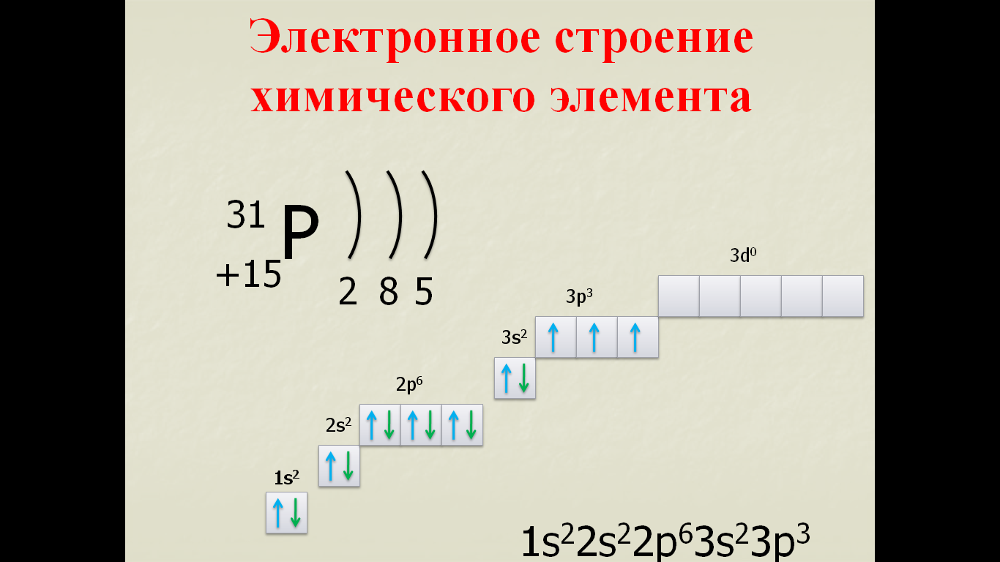 Электронное строение
химического элемента
31
P
+15
2 8 5
3d⁰
3p³
3s²
2p⁶
2s²
1s²
1s²2s²2p⁶3s²3p³